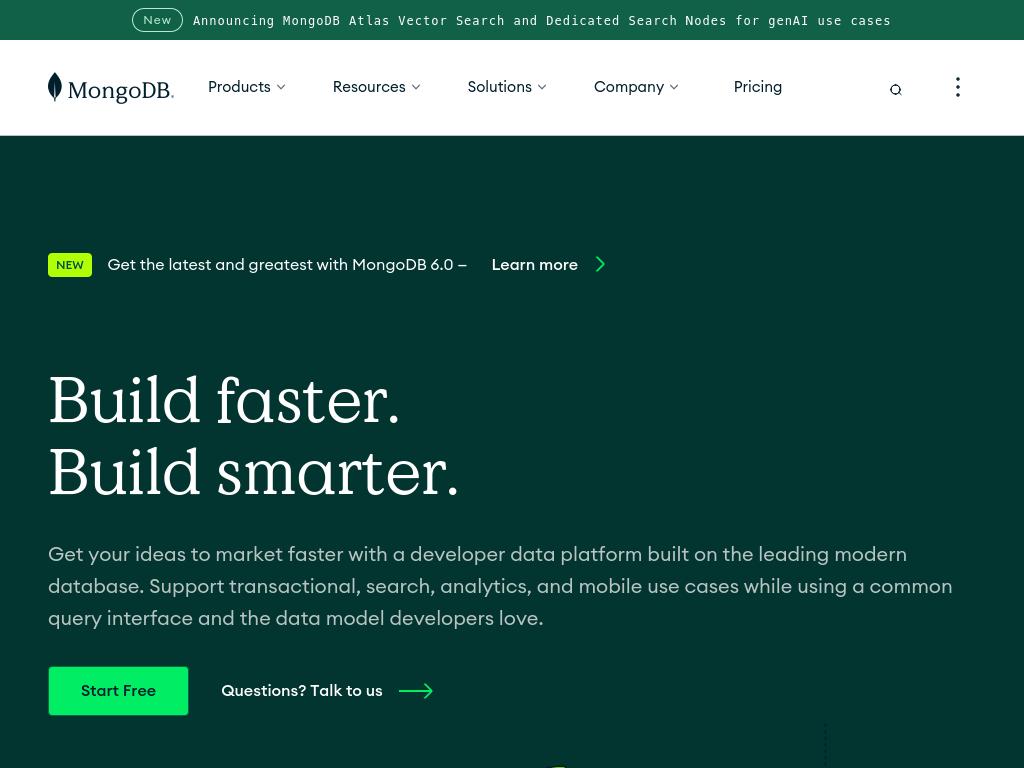 New Announcing MongoDB Atlas Vector Search and Dedicated Search Nodes for genAI use cases
MongoDB. Products Resources Solutions Company Pricing
NEW Get the latest and greatest with MongoDB 6.0 – Learn more
Build faster.
Build smarter.
Get your ideas to market faster with a developer data platform built on the leading modern
database. Support transactional, search, analytics, and mobile use cases while using a common
query interface and the data model developers love.
Start Free Questions? Talk to us